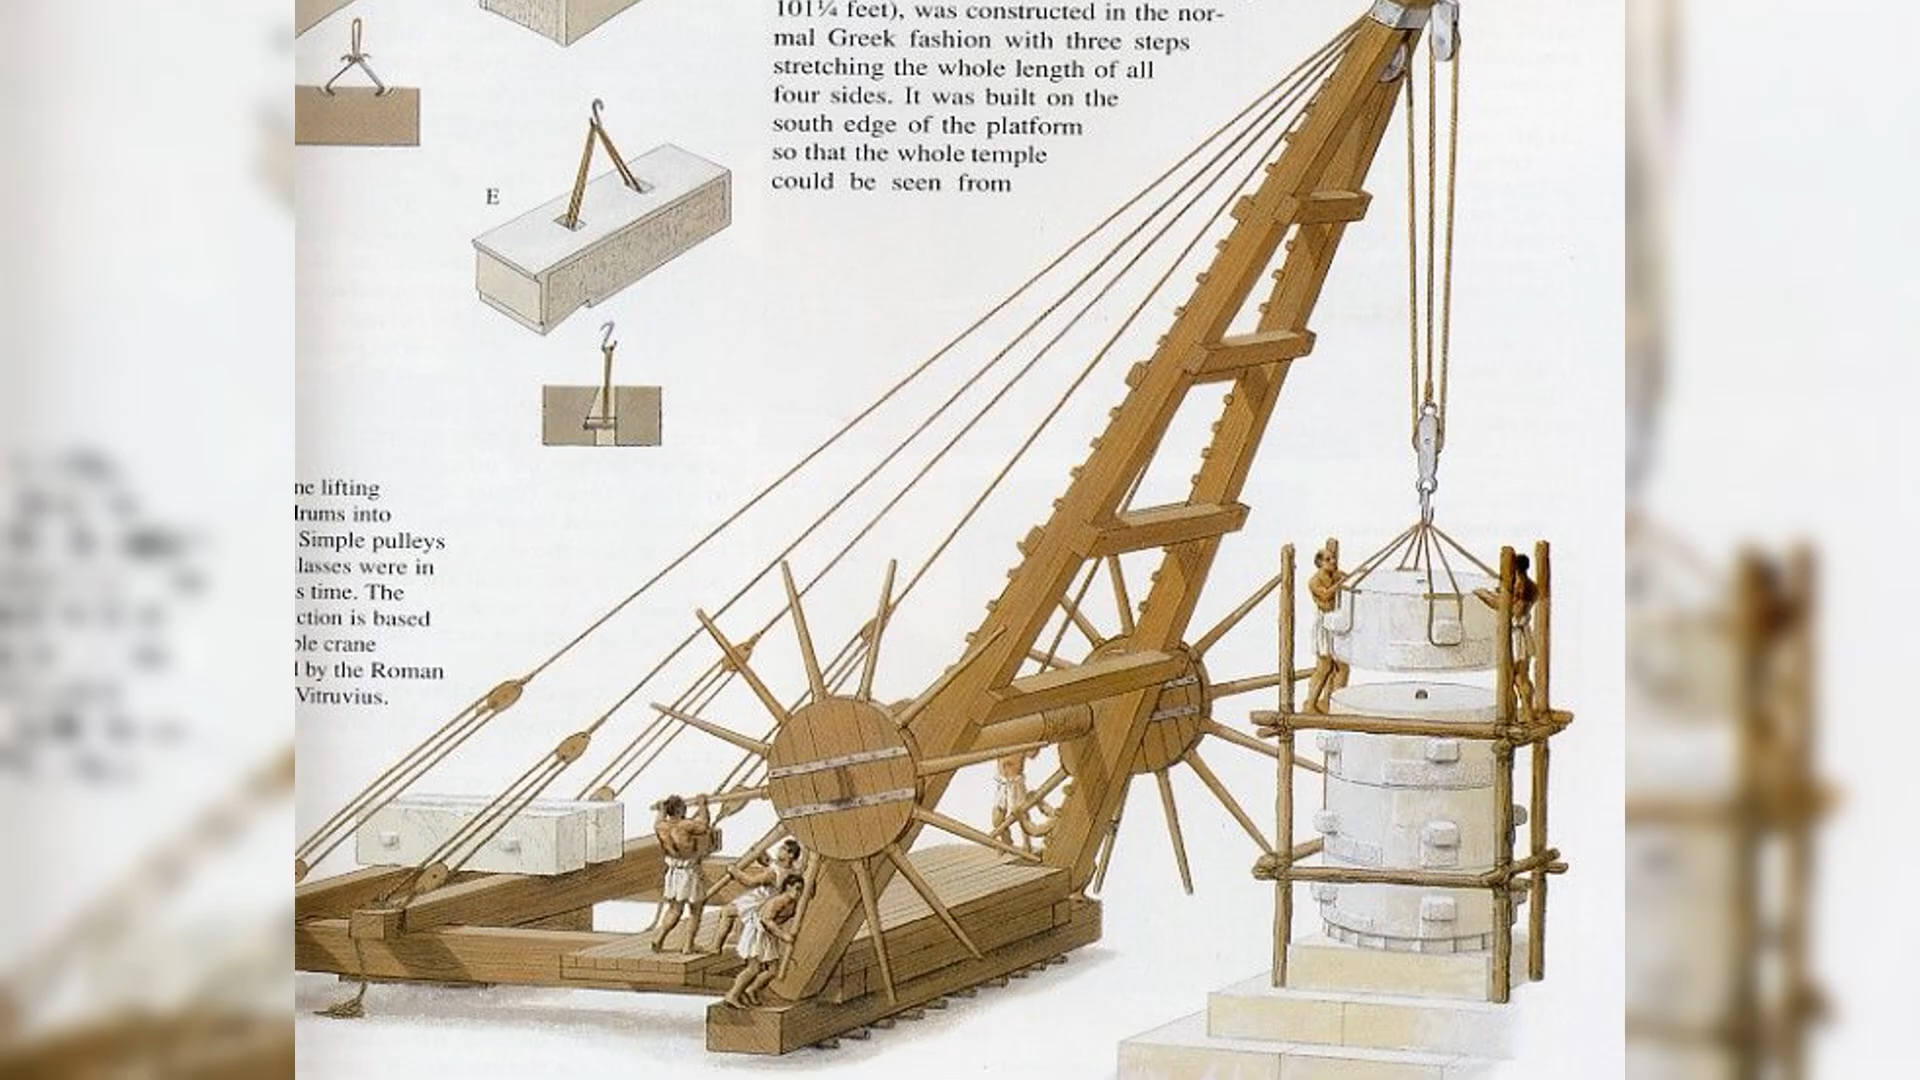 101¼ feet), was constructed in the nor-
mal Greek fashion with three steps
stretching the whole length of all
four sides. It was built on the
south edge of the platform
so that the whole temple
could be seen from
E
ne lifting
drums into
Simple pulleys
lasses were in
s time. The
ction is based
ble crane
l by the Roman
Vitruvius.